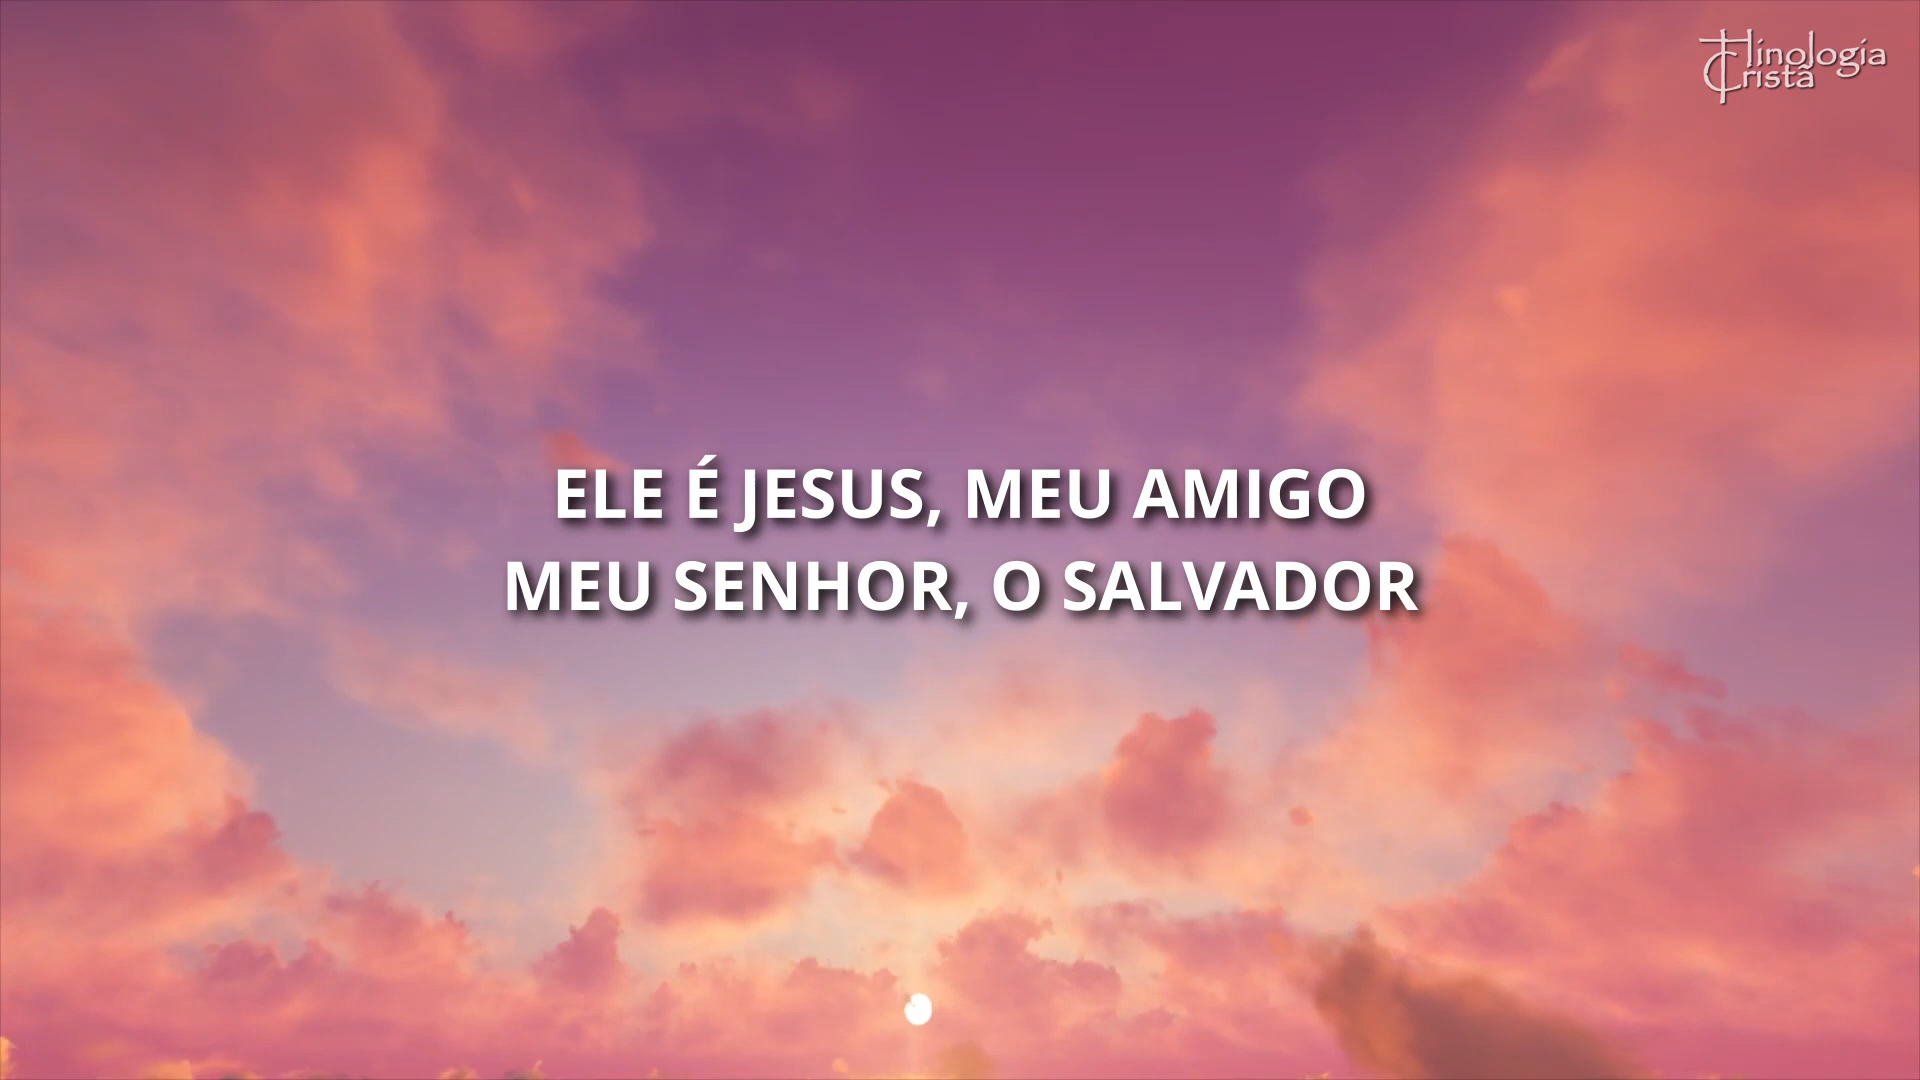 Hinologia
Cristã
ELE É JESUS, MEU AMIGO
MEU SENHOR, O SALVADOR